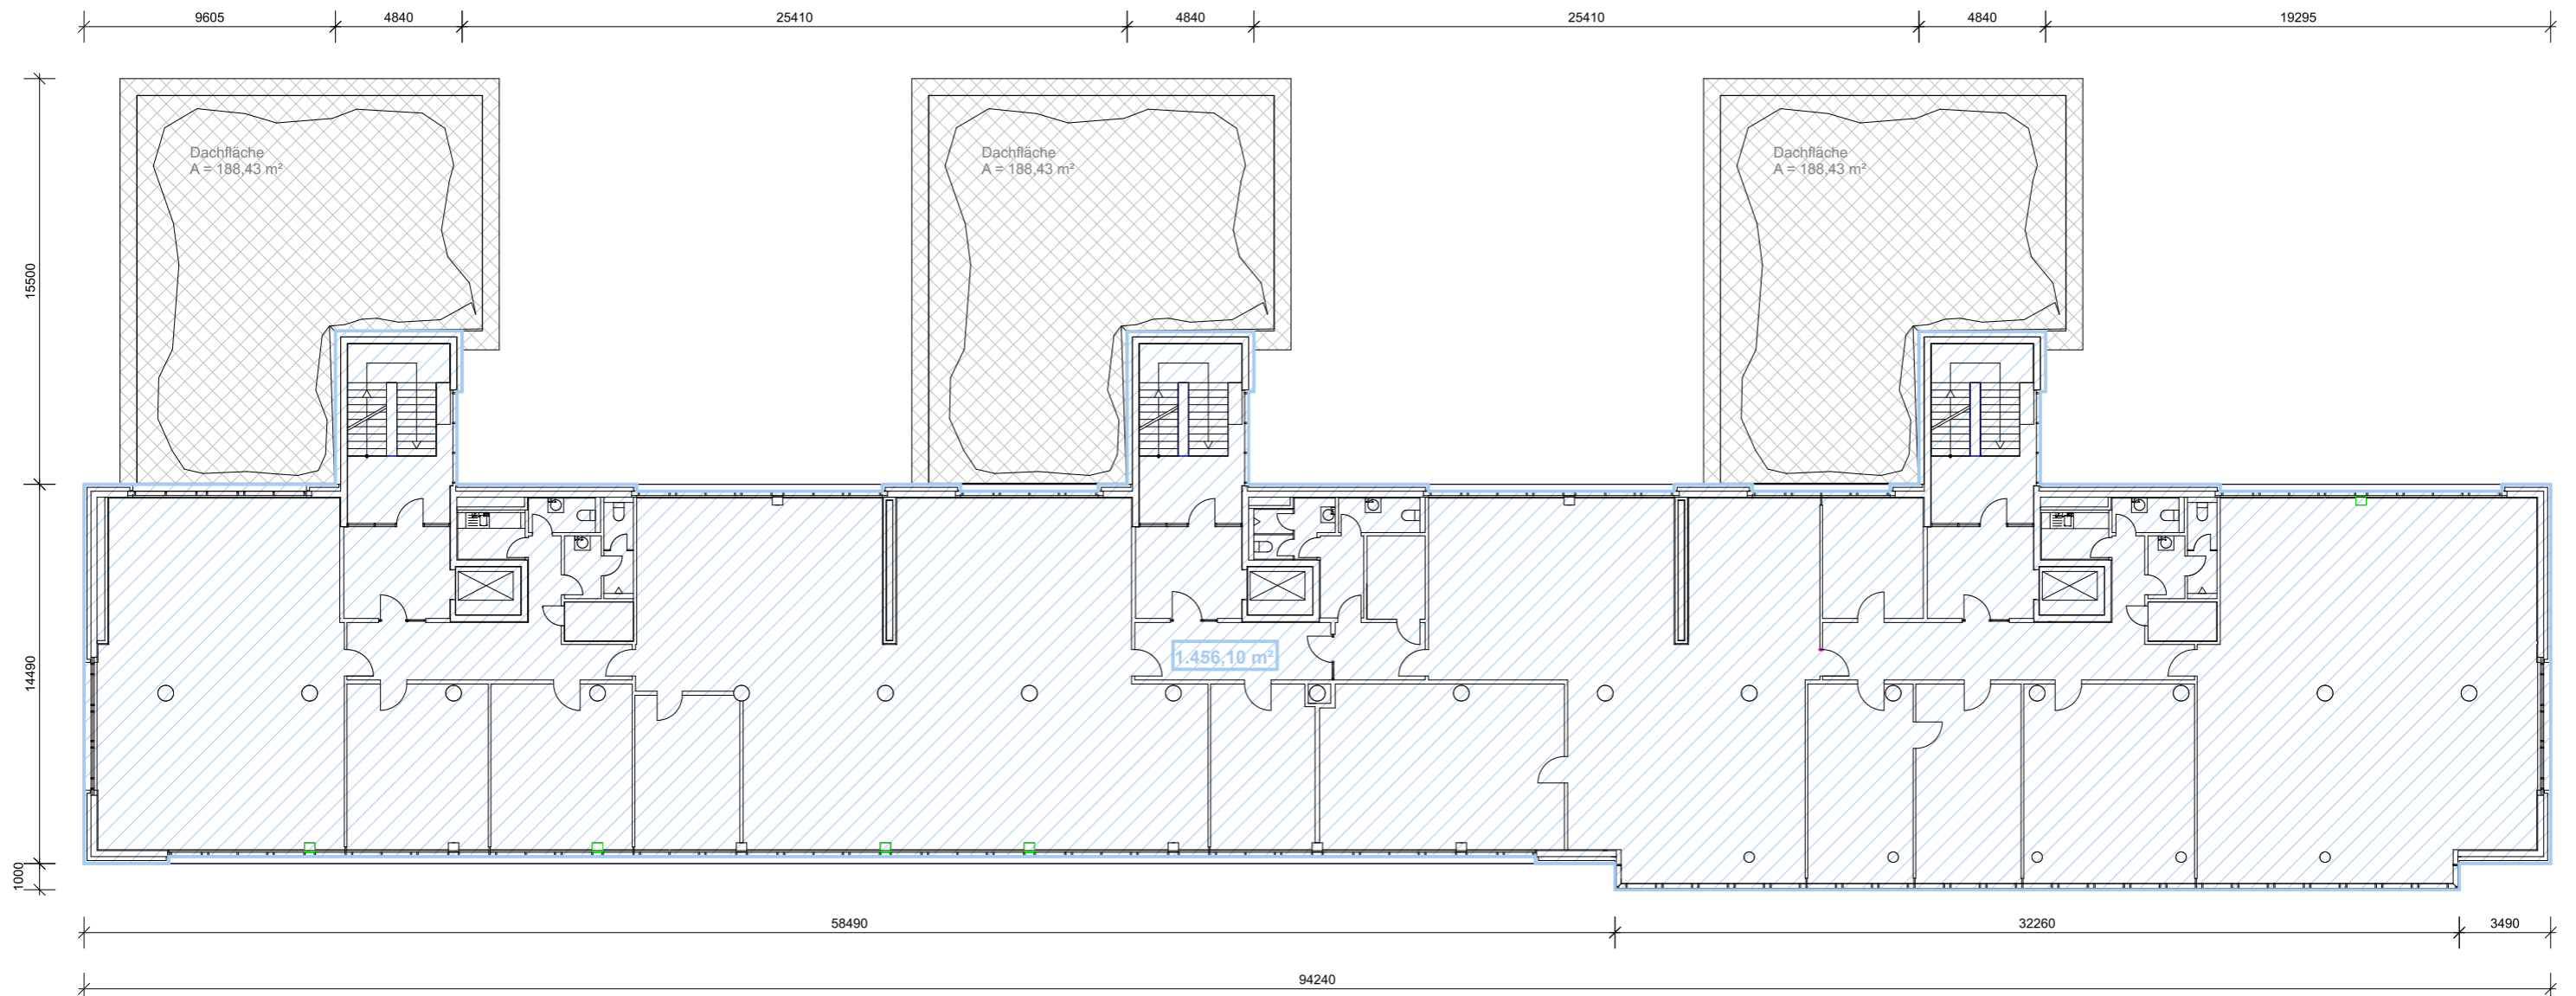 9605
4840
25410
4840
25410
4840
19295
Dachfläche
A = 188,43 m²
Dachfläche
A = 188,43 m²
Dachfläche
A = 188,43 m²
15500
14490
1.456,10 m²
1000
58490
32260
3490
94240